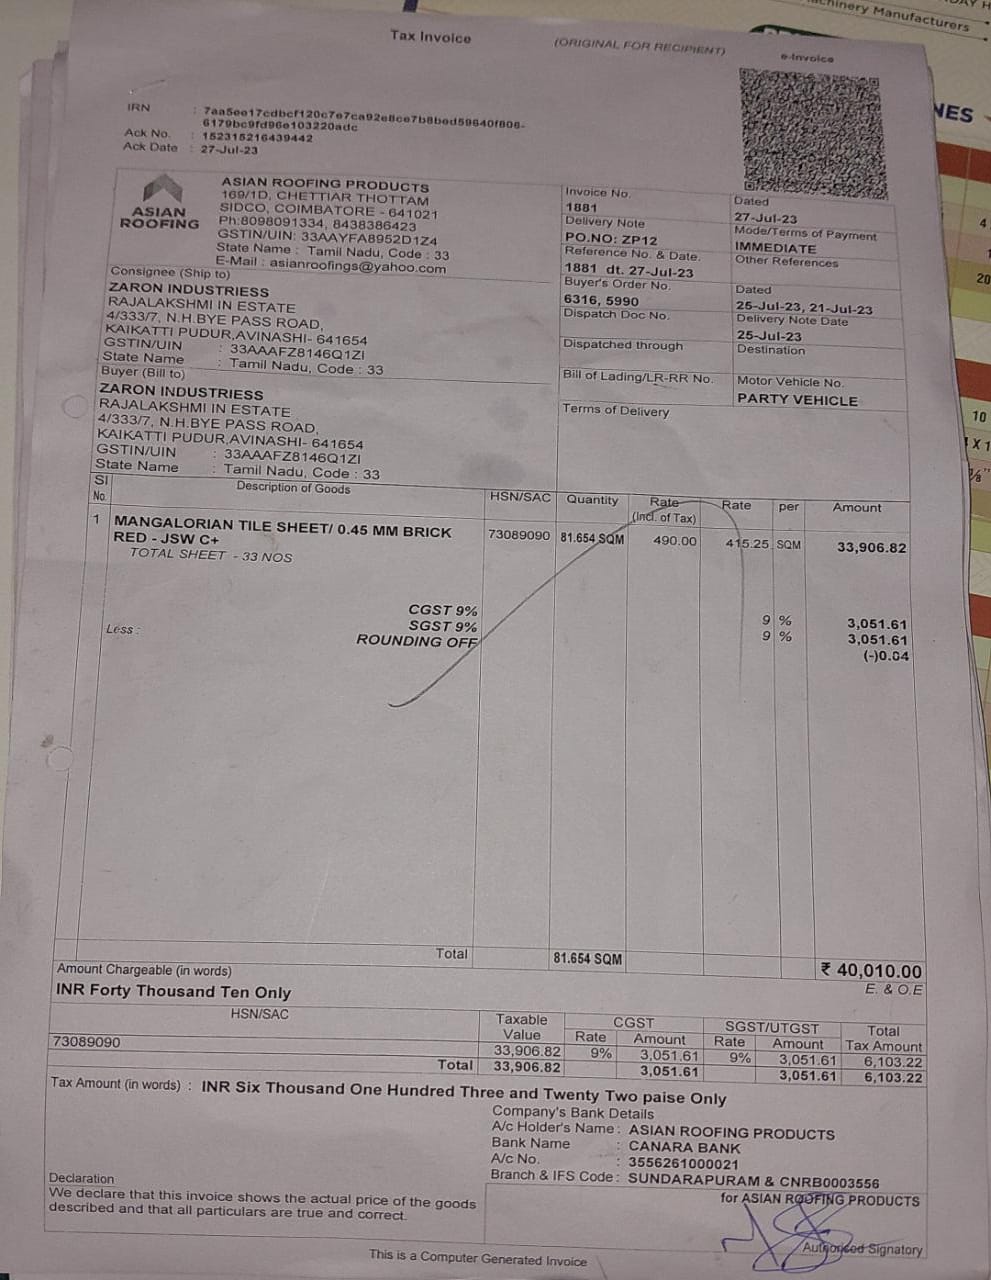 chinery Manufacturers
NES
Tax Invoice
(ORIGINAL FOR RECIPIENT)
e-Invoice
IRN : 7aa5ee17cdbcf120c7e7ca92e8ce7b8bed59640f806-
6179bc9fd96e103220adc
Ack No. : 152315216439442
Ack Date : 27-Jul-23
ASIAN
ROOFING
ASIAN ROOFING PRODUCTS
169/1D, CHETTIAR THOTTAM
SIDCO, COIMBATORE - 641021
Ph:8098091334, 8438386423
GSTIN/UIN: 33AAYFA8952D1Z4
State Name : Tamil Nadu, Code : 33
E-Mail : asianroofings@yahoo.com
Invoice No.
1881
Dated
27-Jul-23
Delivery Note
PO.NO: ZP12
Mode/Terms of Payment
IMMEDIATE
Reference No. & Date.
1881 dt. 27-Jul-23
Other References
Buyer's Order No.
6316, 5990
Dated
25-Jul-23, 21-Jul-23
Dispatch Doc No.
Delivery Note Date
25-Jul-23
Dispatched through
Destination
Bill of Lading/LR-RR No.
Motor Vehicle No.
PARTY VEHICLE
Terms of Delivery
Consignee (Ship to)
ZARON INDUSTRIESS
RAJALAKSHMI IN ESTATE
4/333/7, N.H.BYE PASS ROAD,
KAIKATTI PUDUR,AVINASHI- 641654
GSTIN/UIN : 33AAAFZ8146Q1ZI
State Name : Tamil Nadu, Code : 33
Buyer (Bill to)
ZARON INDUSTRIESS
RAJALAKSHMI IN ESTATE
4/333/7, N.H.BYE PASS ROAD,
KAIKATTI PUDUR,AVINASHI- 641654
GSTIN/UIN : 33AAAFZ8146Q1ZI
State Name : Tamil Nadu, Code : 33
Sl No. Description of Goods HSN/SAC Quantity Rate (Incl. of Tax) Rate per Amount
1 MANGALORIAN TILE SHEET/ 0.45 MM BRICK 73089090 81.654 SQM 490.00 415.25 SQM 33,906.82
RED - JSW C+
TOTAL SHEET - 33 NOS
CGST 9% 9 % 3,051.61
SGST 9% 9 % 3,051.61
Less : ROUNDING OFF (-)0.04
Total 81.654 SQM ₹ 40,010.00
Amount Chargeable (in words) E. & O.E
INR Forty Thousand Ten Only
HSN/SAC Taxable Value CGST Rate Amount SGST/UTGST Rate Amount Total Tax Amount
73089090 33,906.82 9% 3,051.61 9% 3,051.61 6,103.22
Total 33,906.82 3,051.61 3,051.61 6,103.22
Tax Amount (in words) : INR Six Thousand One Hundred Three and Twenty Two paise Only
Company's Bank Details
A/c Holder's Name : ASIAN ROOFING PRODUCTS
Bank Name : CANARA BANK
A/c No. : 3556261000021
Branch & IFS Code : SUNDARAPURAM & CNRB0003556
Declaration
We declare that this invoice shows the actual price of the goods
described and that all particulars are true and correct.
for ASIAN ROOFING PRODUCTS
Authorised Signatory
This is a Computer Generated Invoice